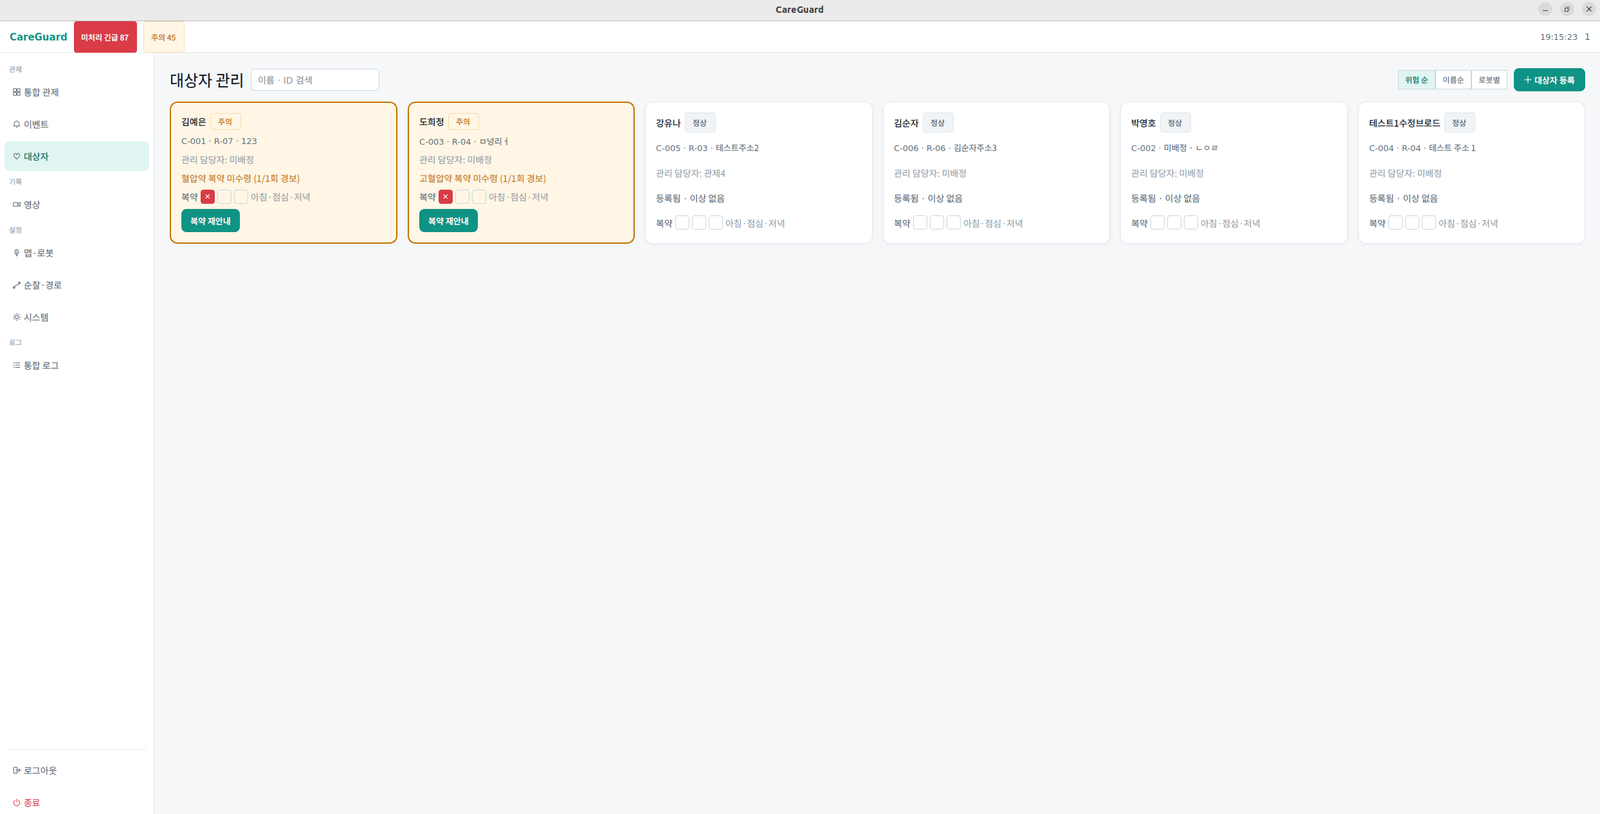 CareGuard
CareGuard
미처리 긴급 87
주의 45
19:15:23 1
관제
통합 관제
이벤트
대상자
기록
영상
설정
맵·로봇
순찰·경로
시스템
로그
통합 로그
로그아웃
종료
대상자 관리
이름 · ID 검색
위험 순
이름순
로봇별
+ 대상자 등록
김예은 주의
C-001 · R-07 · 123
관리 담당자: 미배정
혈압약 복약 미수령 (1/1회 경보)
복약 × 아침·점심·저녁
복약 재안내
도희정 주의
C-003 · R-04 · ㅁ넝리ㅓ
관리 담당자: 미배정
고혈압약 복약 미수령 (1/1회 경보)
복약 × 아침·점심·저녁
복약 재안내
강유나 정상
C-005 · R-03 · 테스트주소2
관리 담당자: 관제4
등록됨 · 이상 없음
복약 아침·점심·저녁
김순자 정상
C-006 · R-06 · 김순자주소3
관리 담당자: 미배정
등록됨 · 이상 없음
복약 아침·점심·저녁
박영호 정상
C-002 · 미배정 · ㄴㅇㄹ
관리 담당자: 미배정
등록됨 · 이상 없음
복약 아침·점심·저녁
테스트1수정브로드 정상
C-004 · R-04 · 테스트 주소 1
관리 담당자: 미배정
등록됨 · 이상 없음
복약 아침·점심·저녁